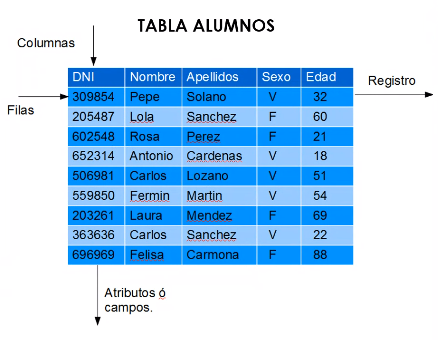 TABLA ALUMNOS
Columnas
DNI Nombre Apellidos Sexo Edad
Registro
309854 Pepe Solano V 32
Filas
205487 Lola Sanchez F 60
602548 Rosa Perez F 21
652314 Antonio Cardenas V 18
506981 Carlos Lozano V 51
559850 Fermin Martin V 54
203261 Laura Mendez F 69
363636 Carlos Sanchez V 22
696969 Felisa Carmona F 88
Atributos ó
campos.